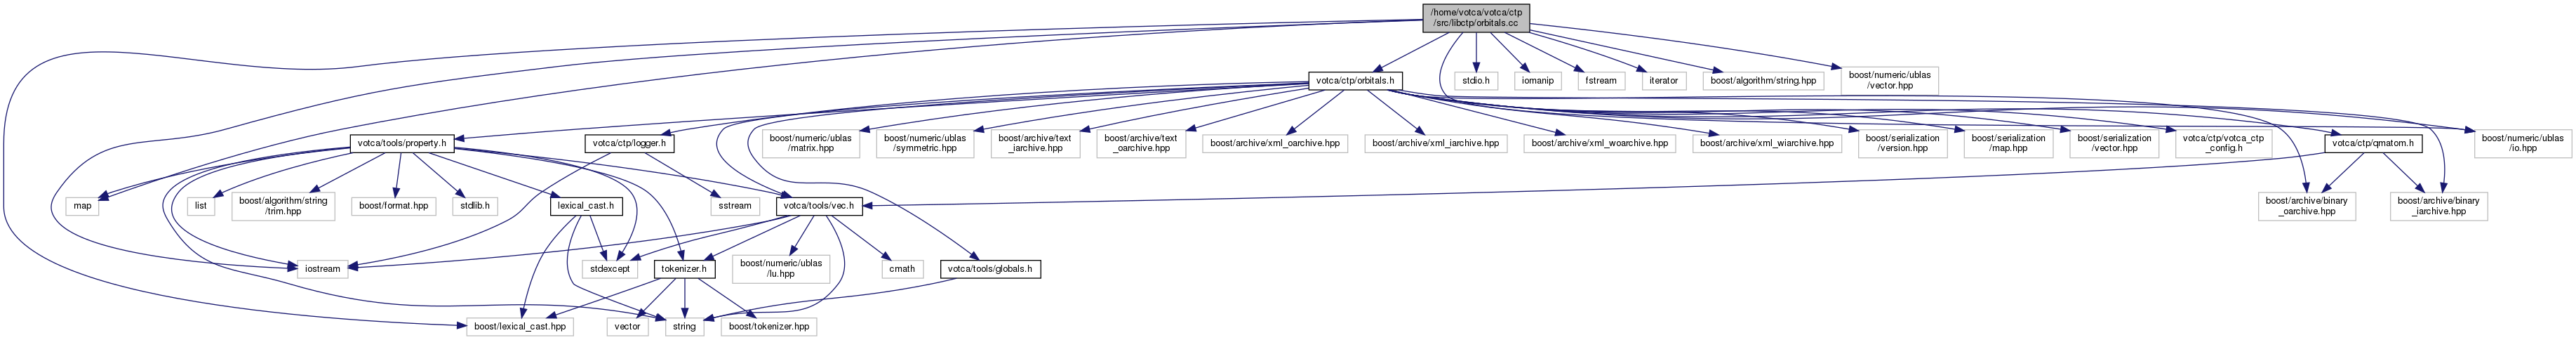 /home/votca/votca/ctp
/src/libctp/orbitals.cc
votca/ctp/orbitals.h
stdio.h
iomanip
fstream
iterator
boost/algorithm/string.hpp
boost/numeric/ublas
/vector.hpp
votca/tools/property.h
votca/ctp/logger.h
boost/numeric/ublas
/matrix.hpp
boost/numeric/ublas
/symmetric.hpp
boost/archive/text
_iarchive.hpp
boost/archive/text
_oarchive.hpp
boost/archive/xml_oarchive.hpp
boost/archive/xml_iarchive.hpp
boost/archive/xml_woarchive.hpp
boost/archive/xml_wiarchive.hpp
boost/serialization
/version.hpp
boost/serialization
/map.hpp
boost/serialization
/vector.hpp
votca/ctp/votca_ctp
_config.h
votca/ctp/qmatom.h
boost/numeric/ublas
/io.hpp
map
list
boost/algorithm/string
/trim.hpp
boost/format.hpp
stdlib.h
lexical_cast.h
sstream
votca/tools/vec.h
boost/archive/binary
_oarchive.hpp
boost/archive/binary
_iarchive.hpp
iostream
stdexcept
tokenizer.h
boost/numeric/ublas
/lu.hpp
cmath
votca/tools/globals.h
boost/lexical_cast.hpp
vector
string
boost/tokenizer.hpp